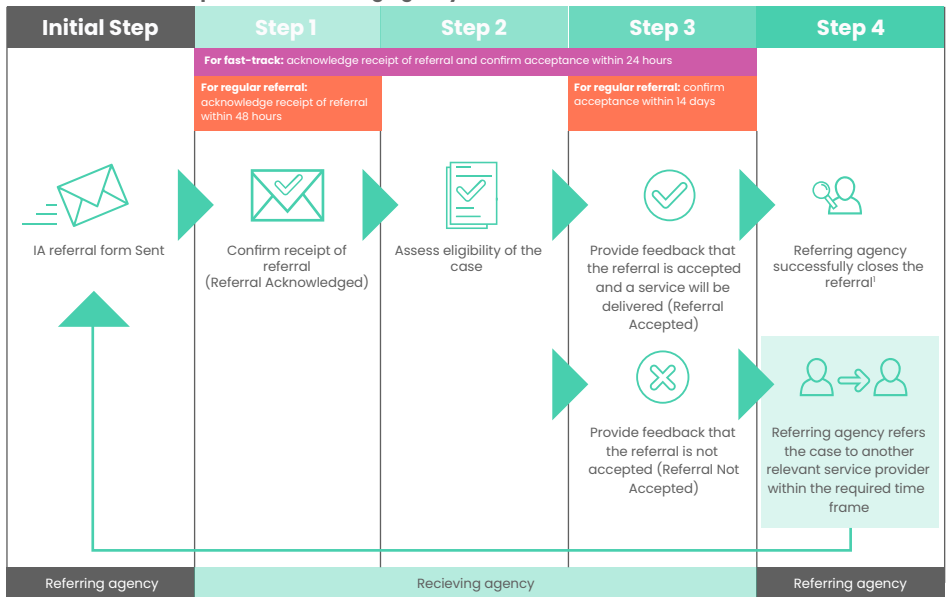 Initial Step
Step 1
Step 2
Step 3
Step 4
For fast-track: acknowledge receipt of referral and confirm acceptance within 24 hours
For regular referral:
acknowledge receipt of referral
within 48 hours
For regular referral: confirm
acceptance within 14 days
IA referral form Sent
Confirm receipt of
referral
(Referral Acknowledged)
Assess eligibility of the
case
Provide feedback that
the referral is accepted
and a service will be
delivered (Referral
Accepted)
Referring agency
successfully closes the
referral¹
Provide feedback that
the referral is not
accepted (Referral Not
Accepted)
Referring agency refers
the case to another
relevant service provider
within the required time
frame
Referring agency
Recieving agency
Referring agency